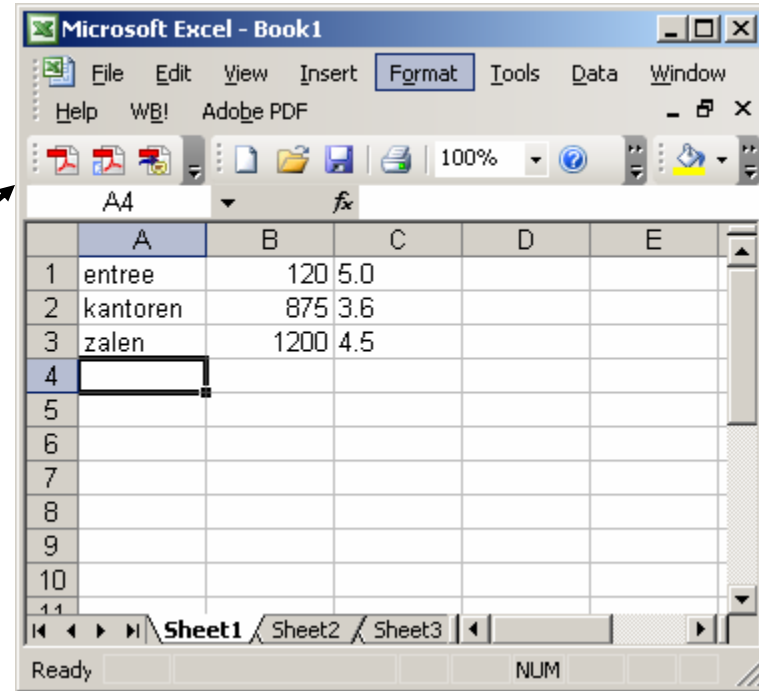 Microsoft Excel - Book1
File Edit View Insert Format Tools Data Window
Help WB! Adobe PDF
100%
A4 fx
A B C D E
1 entree 120 5.0
2 kantoren 875 3.6
3 zalen 1200 4.5
4
5
6
7
8
9
10
11
Sheet1 Sheet2 Sheet3
Ready NUM